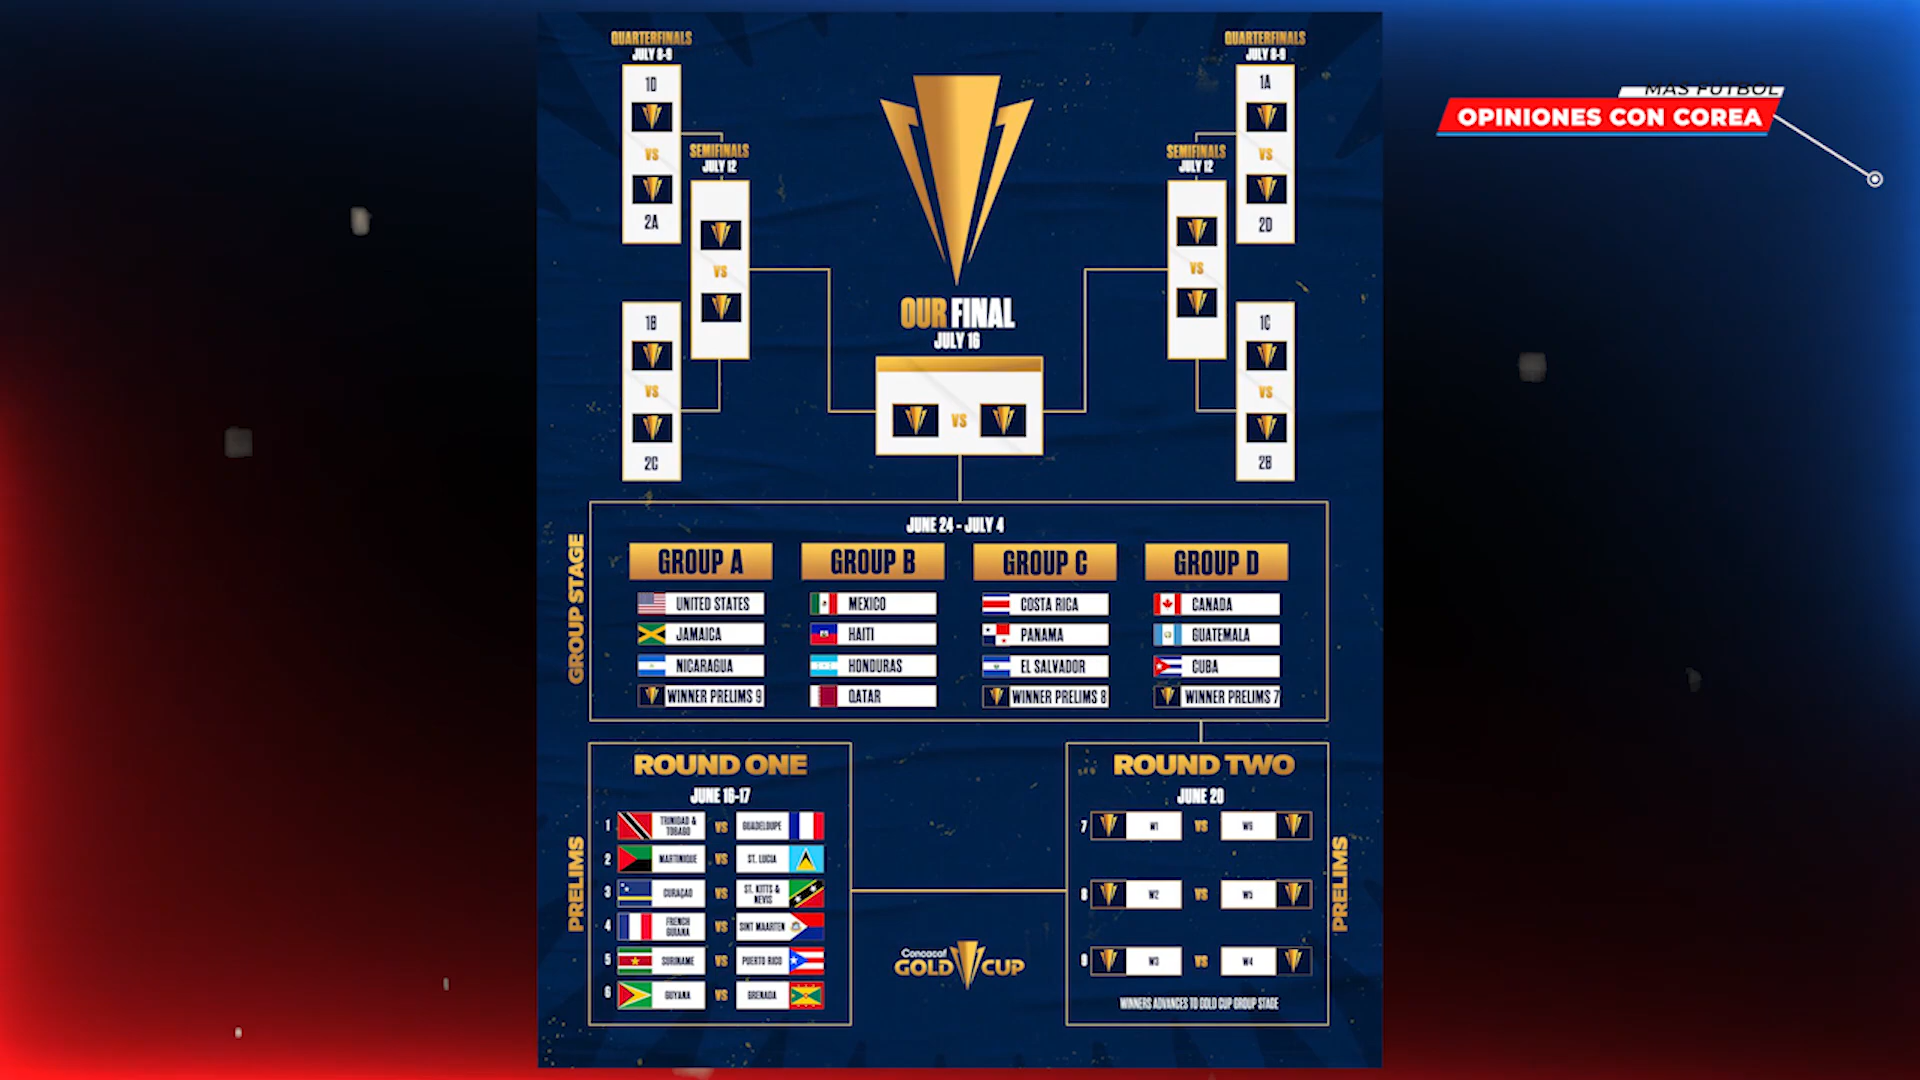 QUARTERFINALS
JULY 8-9
1D
VS
2A
SEMIFINALS
JULY 12
VS
1B
VS
2C
QUARTERFINALS
JULY 8-9
1A
VS
2D
SEMIFINALS
JULY 12
VS
1C
VS
2B
MÁS FUTBOL
OPINIONES CON COREA
OUR FINAL
JULY 16
VS
GROUP STAGE
JUNE 24 - JULY 4
GROUP A
UNITED STATES
JAMAICA
NICARAGUA
WINNER PRELIMS 9
GROUP B
MEXICO
HAITI
HONDURAS
QATAR
GROUP C
COSTA RICA
PANAMA
EL SALVADOR
WINNER PRELIMS 8
GROUP D
CANADA
GUATEMALA
CUBA
WINNER PRELIMS 7
PRELIMS
ROUND ONE
JUNE 16-17
1 TRINIDAD & TOBAGO VS GUADELOUPE
2 MARTINIQUE VS ST. LUCIA
3 CURAÇAO VS ST. KITTS & NEVIS
4 FRENCH GUIANA VS SINT MAARTEN
5 SURINAME VS PUERTO RICO
6 GUYANA VS GRENADA
Concacaf
GOLD CUP
ROUND TWO
JUNE 20
7 W1 VS W6
8 W2 VS W5
9 W3 VS W4
WINNERS ADVANCES TO GOLD CUP GROUP STAGE
PRELIMS